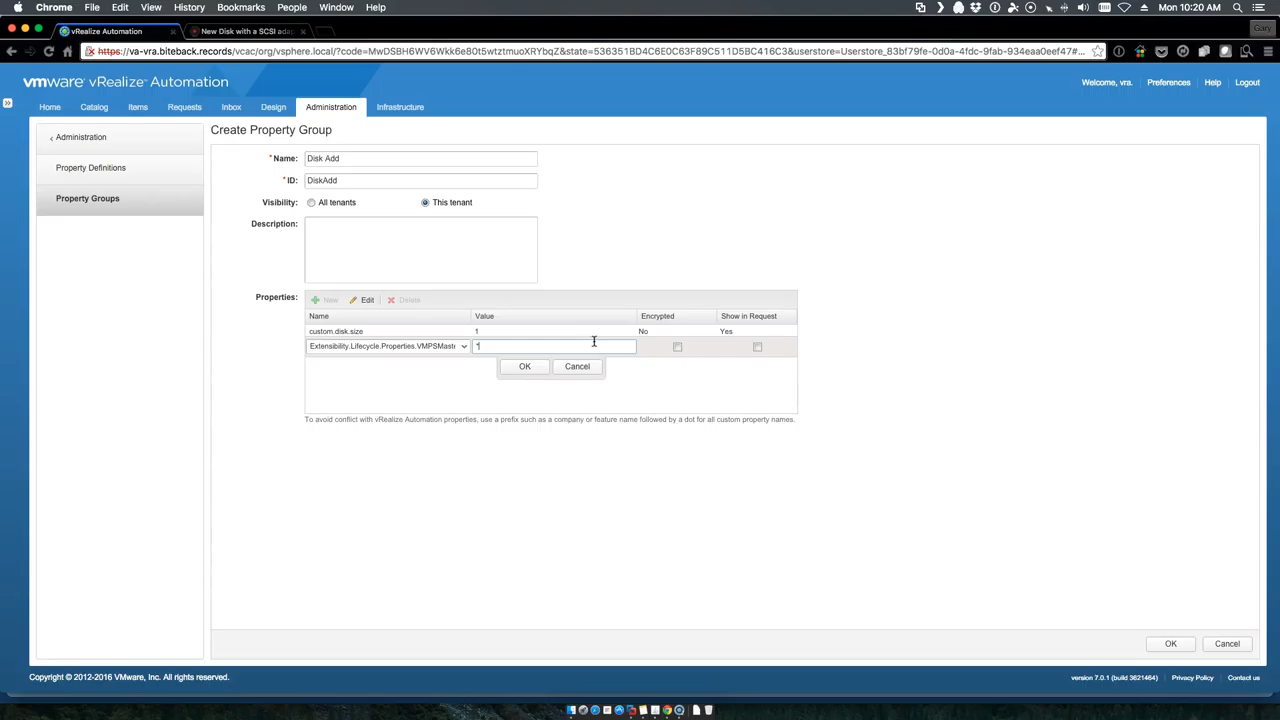 Chrome File Edit View History Bookmarks People Window Help
Mon 10:20 AM
vRealize Automation
New Disk with a SCSI adap
Gary
https://va-vra.biteback.records/vcac/org/vsphere.local/?code=MwDSBH6WV6Wkk6e80t5wtztmuoXRYbqZ&state=536351BD4C6E0C63F89C511D5BC416C3&userstore=Userstore_83bf79fe-0d0a-4fdc-9fab-934eaa0eef47#...
vmware vRealize Automation
Welcome, vra. Preferences Help Logout
Home Catalog Items Requests Inbox Design Administration Infrastructure
Administration
Property Definitions
Property Groups
Create Property Group
*Name: Disk Add
*ID: DiskAdd
Visibility: All tenants This tenant
Description:
Properties: New Edit Delete
Name Value Encrypted Show in Request
custom.disk.size 1 No Yes
Extensibility.Lifecycle.Properties.VMPSMaste
OK Cancel
To avoid conflict with vRealize Automation properties, use a prefix such as a company or feature name followed by a dot for all custom property names.
OK Cancel
Copyright © 2012-2016 VMware, Inc. All rights reserved.
version 7.0.1 (build 3621464) Privacy Policy Contact us